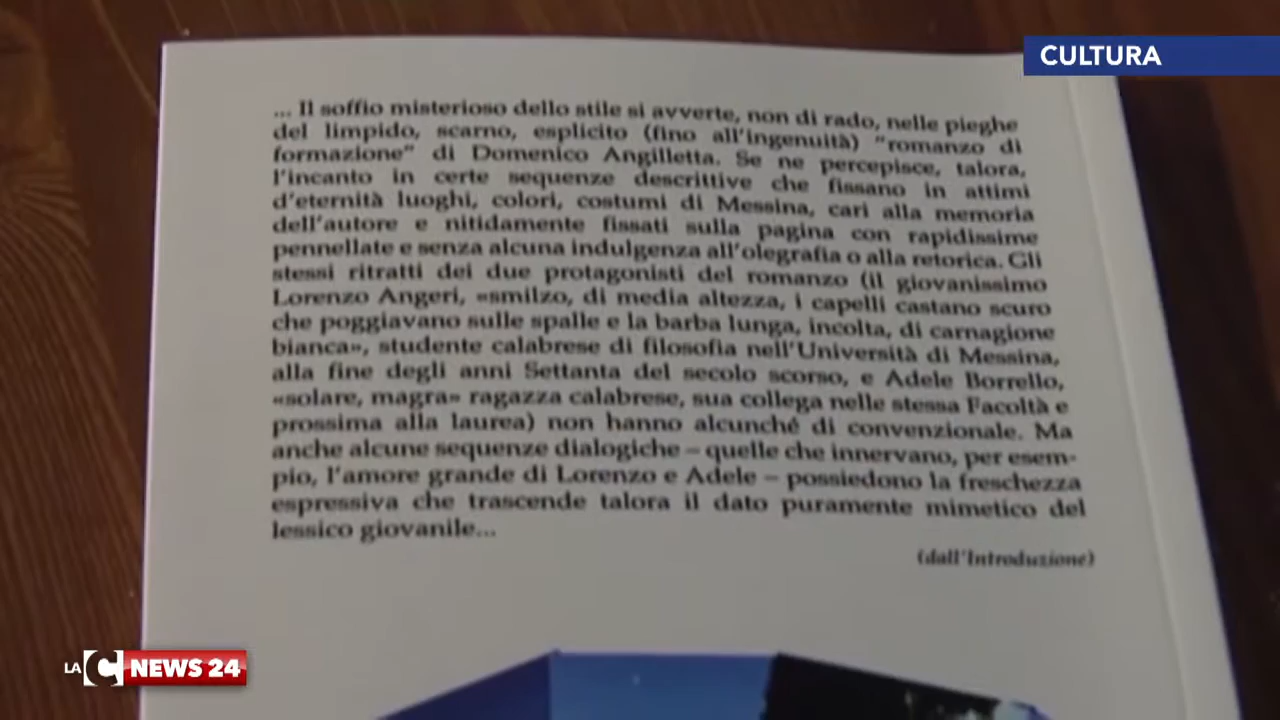 CULTURA
... Il soffio misterioso dello stile si avverte, non di rado, nelle pieghe
del limpido, scarno, esplicito (fino all'ingenuità) "romanzo di
formazione" di Domenico Angilletta. Se ne percepisce, talora,
l'incanto in certe sequenze descrittive che fissano in attimi
d'eternità luoghi, colori, costumi di Messina, cari alla memoria
dell'autore e nitidamente fissati sulla pagina con rapidissime
pennellate e senza alcuna indulgenza all'olegrafia o alla retorica. Gli
stessi ritratti dei due protagonisti del romanzo (il giovanissimo
Lorenzo Angeri, «smilzo, di media altezza, i capelli castano scuro
che poggiavano sulle spalle e la barba lunga, incolta, di carnagione
bianca», studente calabrese di filosofia nell'Università di Messina,
alla fine degli anni Settanta del secolo scorso, e Adele Borrello,
«solare, magra» ragazza calabrese, sua collega nelle stessa Facoltà e
prossima alla laurea) non hanno alcunché di convenzionale. Ma
anche alcune sequenze dialogiche – quelle che innervano, per esem-
pio, l'amore grande di Lorenzo e Adele – possiedono la freschezza
espressiva che trascende talora il dato puramente mimetico del
lessico giovanile...
(dall'Introduzione)
LA C NEWS 24